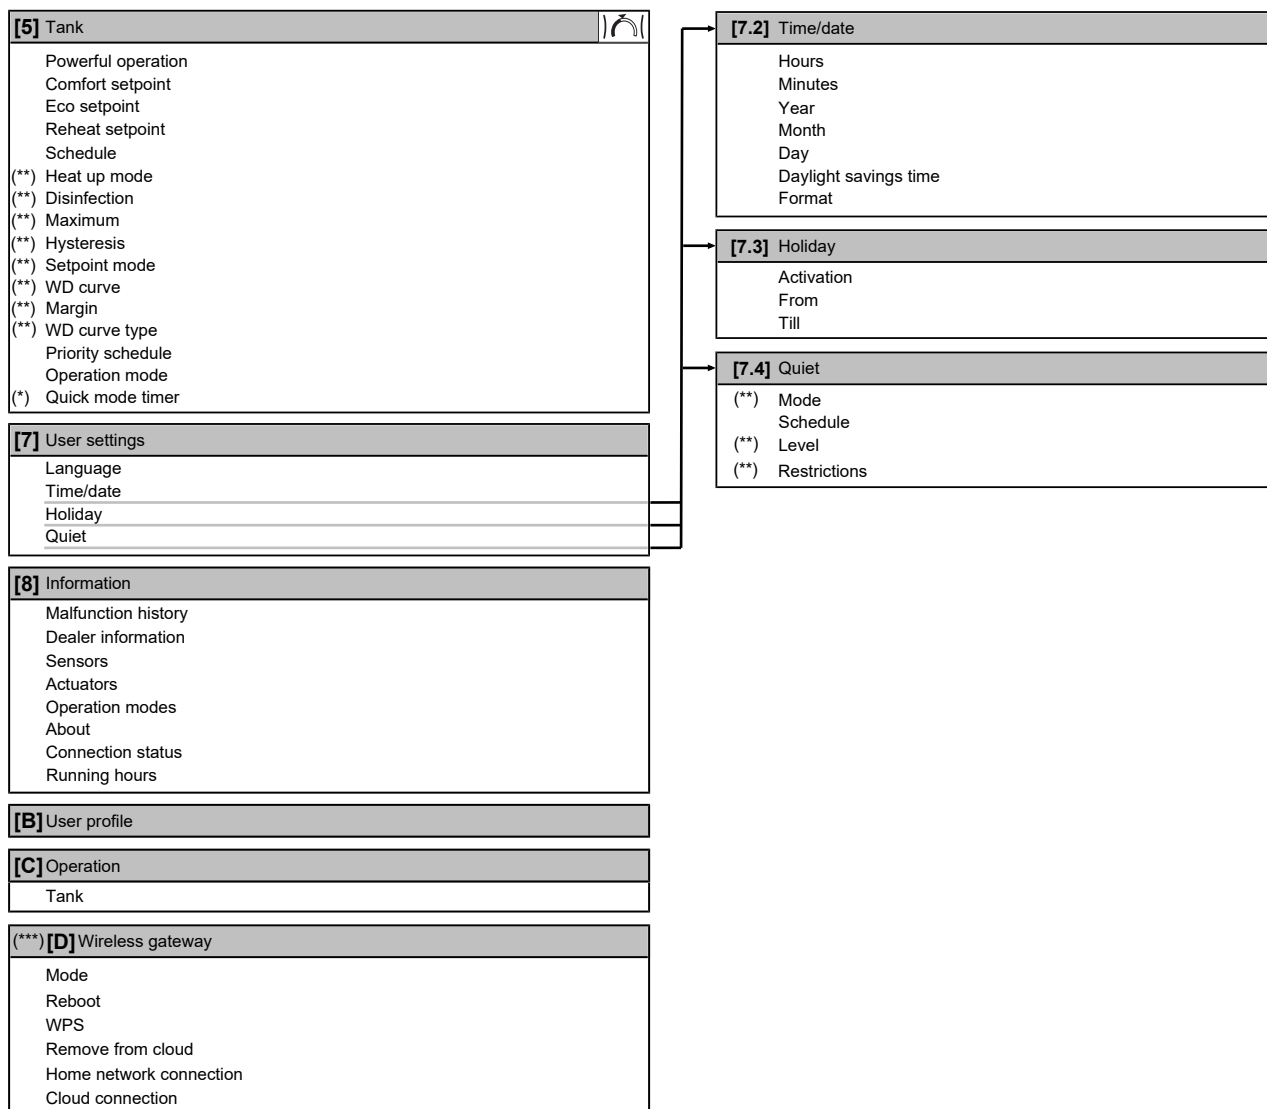 [5] Tank
Powerful operation
Comfort setpoint
Eco setpoint
Reheat setpoint
Schedule
(**) Heat up mode
(**) Disinfection
(**) Maximum
(**) Hysteresis
(**) Setpoint mode
(**) WD curve
(**) Margin
(**) WD curve type
Priority schedule
Operation mode
(*) Quick mode timer
[7] User settings
Language
Time/date
Holiday
Quiet
[8] Information
Malfunction history
Dealer information
Sensors
Actuators
Operation modes
About
Connection status
Running hours
[B] User profile
[C] Operation
Tank
(***) [D] Wireless gateway
Mode
Reboot
WPS
Remove from cloud
Home network connection
Cloud connection
[7.2] Time/date
Hours
Minutes
Year
Month
Day
Daylight savings time
Format
[7.3] Holiday
Activation
From
Till
[7.4] Quiet
(**) Mode
Schedule
(**) Level
(**) Restrictions